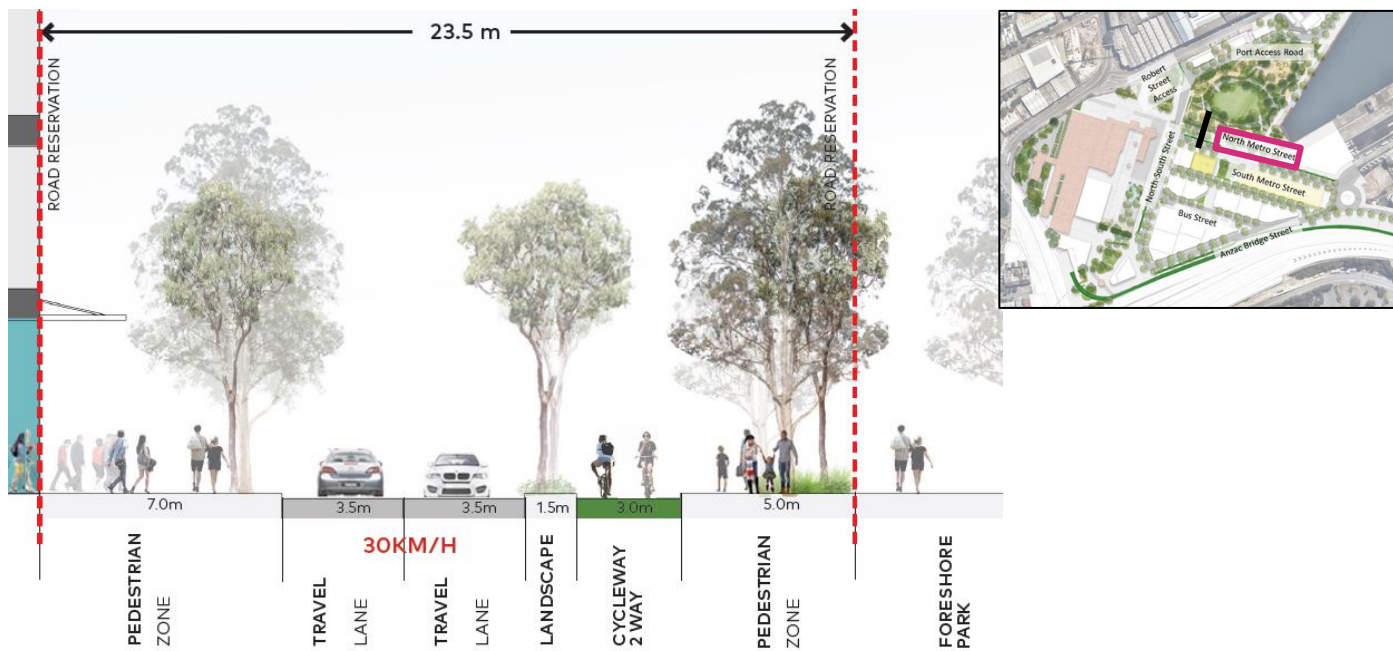 23.5 m
ROAD RESERVATION
ROAD RESERVATION
7.0m
3.5m
3.5m
1.5m
3.0m
5.0m
30KM/H
PEDESTRIAN
ZONE
TRAVEL
LANE
TRAVEL
LANE
LANDSCAPE
CYCLEWAY
2 WAY
PEDESTRIAN
ZONE
FORESHORE
PARK
Port Access Road
Robert
Street
Access
North Metro Street
North-South Street
South Metro Street
Bus Street
Anzac Bridge Street